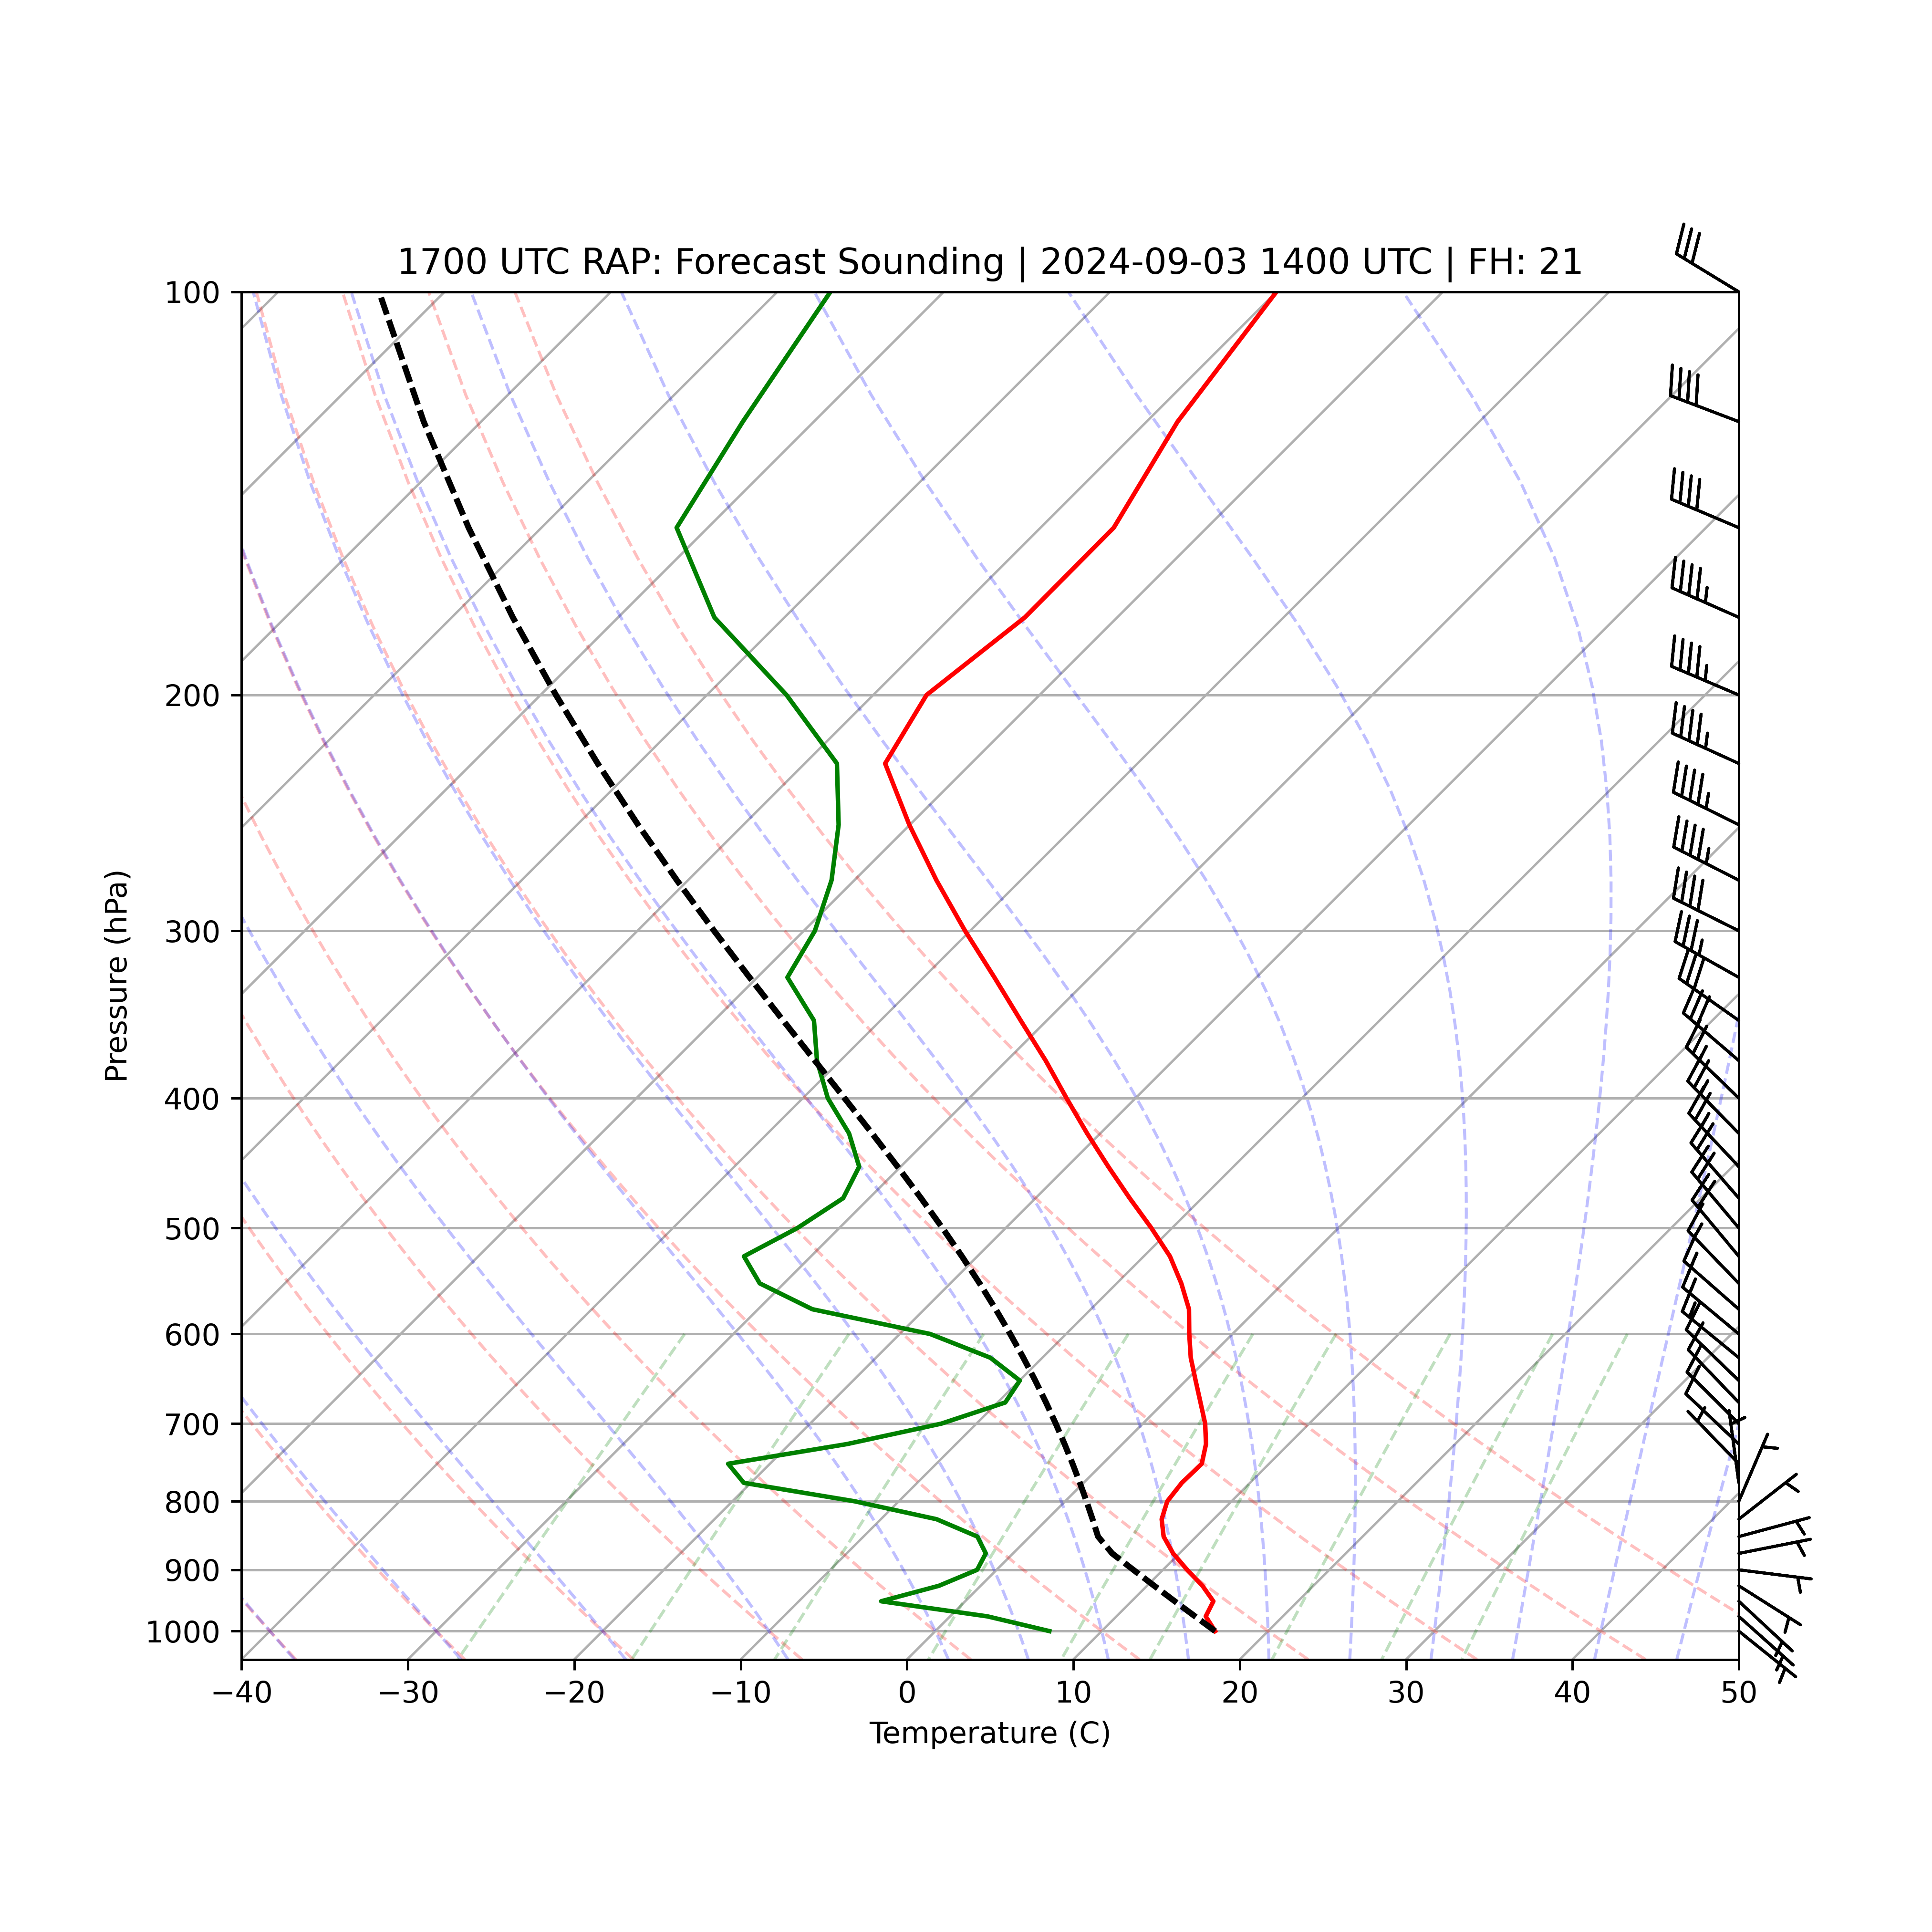 1700 UTC RAP: Forecast Sounding | 2024-09-03 1400 UTC | FH: 21
100
200
300
400
500
600
700
800
900
1000
Pressure (hPa)
−40 −30 −20 −10 0 10 20 30 40 50
Temperature (C)